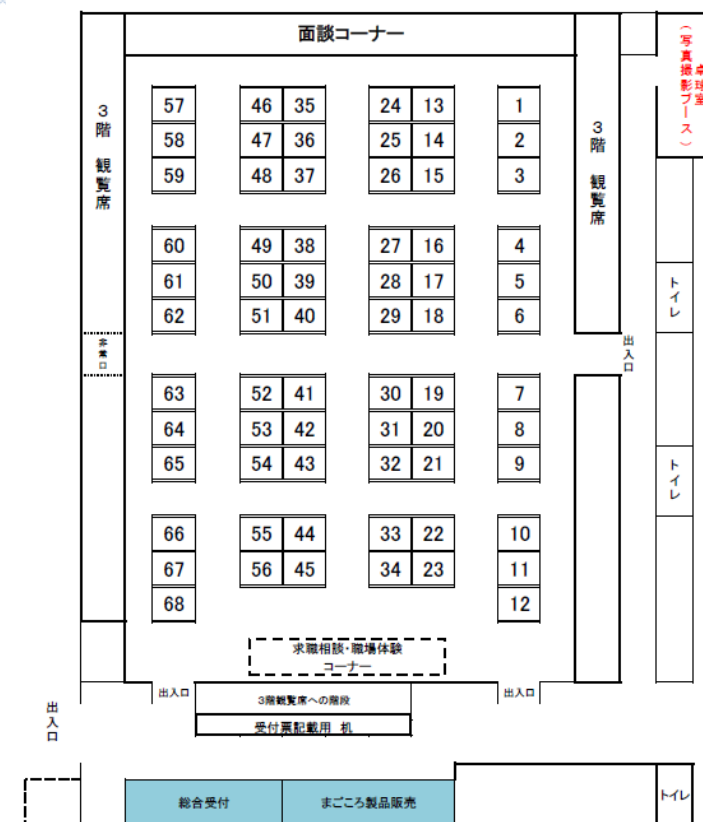 面談コーナー
(写真撮影ブース)
卓球室
3階 観覧席
3階 観覧席
57 46 35 24 13 1
58 47 36 25 14 2
59 48 37 26 15 3
60 49 38 27 16 4
61 50 39 28 17 5
62 51 40 29 18 6
トイレ
非常口
出入口
63 52 41 30 19 7
64 53 42 31 20 8
65 54 43 32 21 9
トイレ
66 55 44 33 22 10
67 56 45 34 23 11
68 12
求職相談・職場体験
コーナー
出入口
出入口
3階観覧席への階段
出入口
受付票記載用 机
総合受付
まごころ製品販売
トイレ